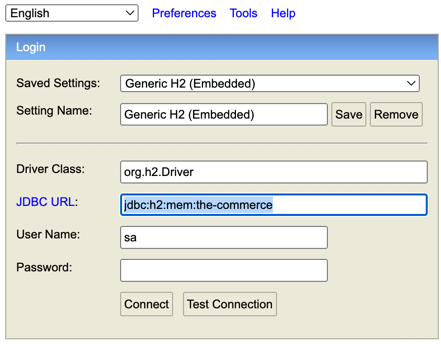 English Preferences Tools Help
Login
Saved Settings: Generic H2 (Embedded)
Setting Name: Generic H2 (Embedded) Save Remove
Driver Class: org.h2.Driver
JDBC URL: jdbc:h2:mem:the-commerce
User Name: sa
Password:
Connect Test Connection